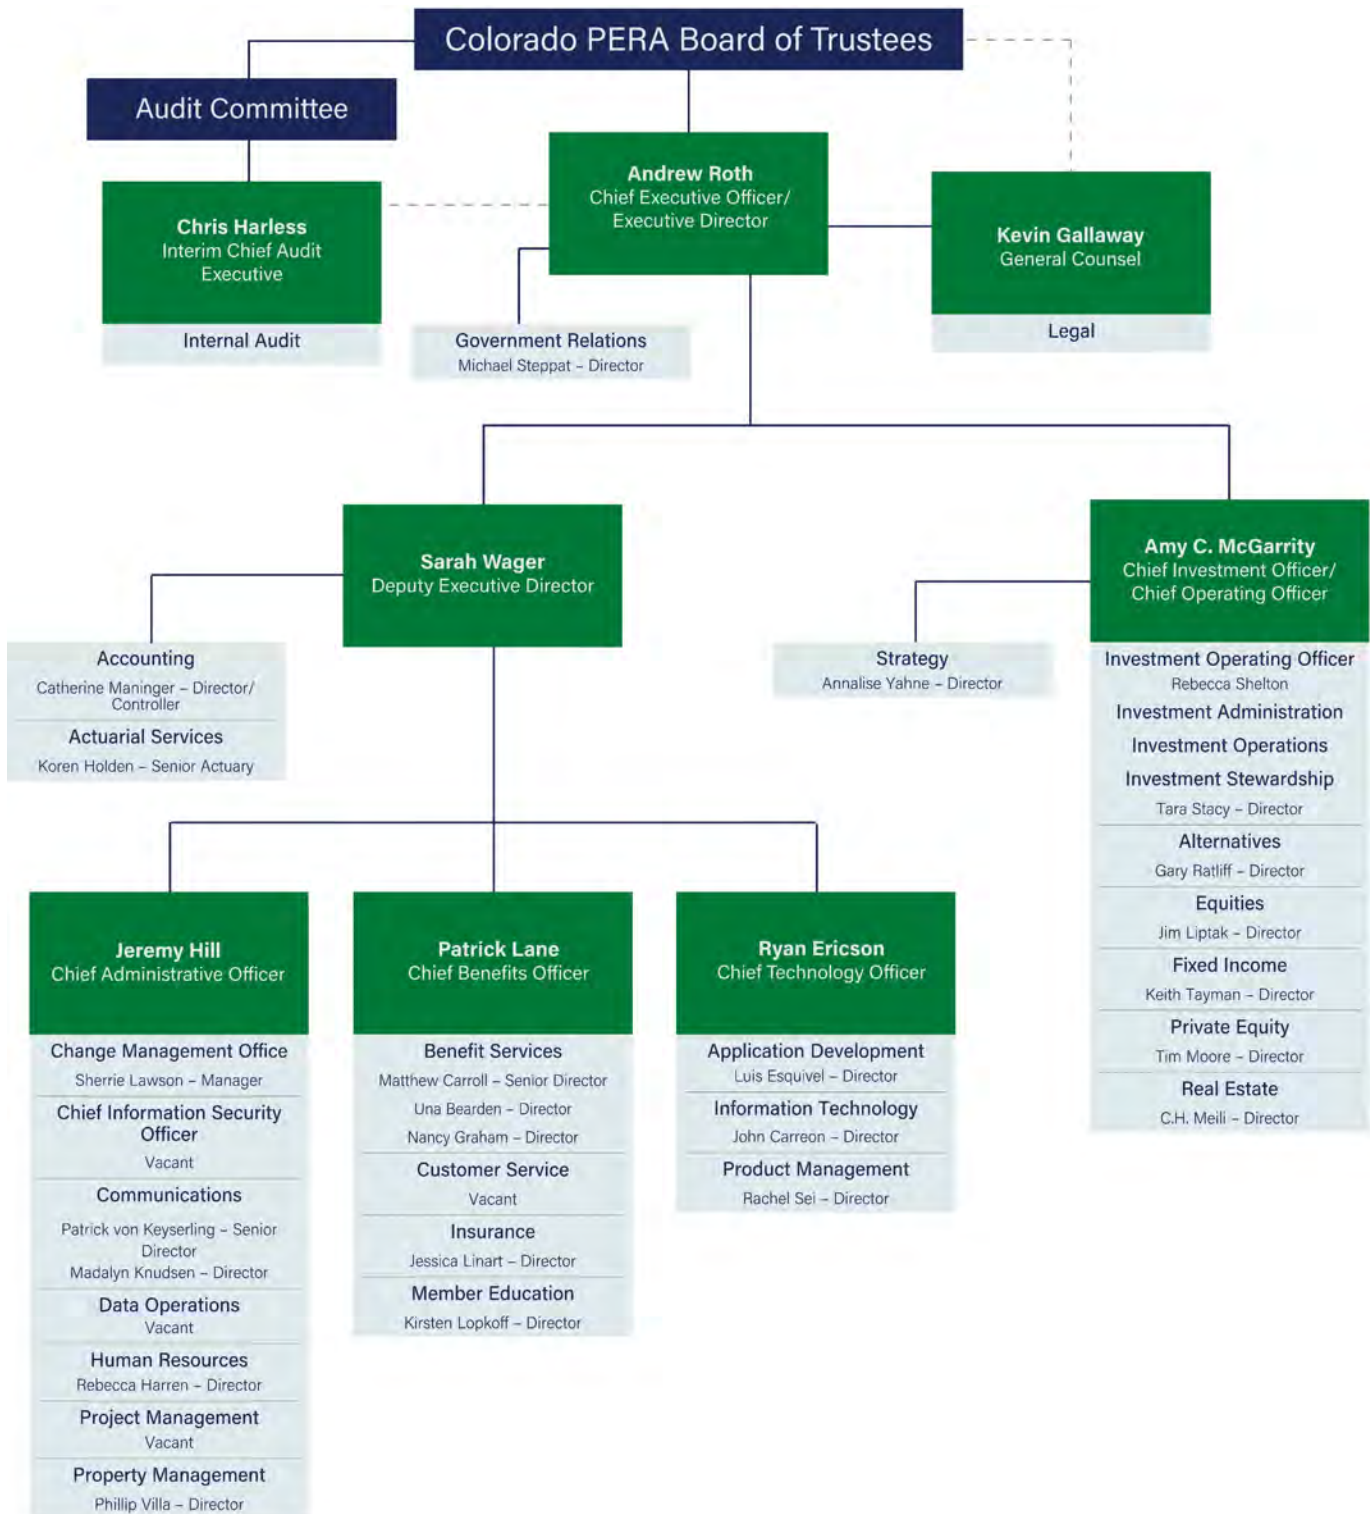 Colorado PERA Board of Trustees
Audit Committee
Andrew Roth
Chief Executive Officer/
Executive Director
Chris Harless
Interim Chief Audit
Executive
Internal Audit
Kevin Gallaway
General Counsel
Legal
Government Relations
Michael Steppat – Director
Sarah Wager
Deputy Executive Director
Amy C. McGarrity
Chief Investment Officer/
Chief Operating Officer
Accounting
Catherine Maninger – Director/
Controller
Actuarial Services
Koren Holden – Senior Actuary
Strategy
Annalise Yahne – Director
Investment Operating Officer
Rebecca Shelton
Investment Administration
Investment Operations
Investment Stewardship
Tara Stacy – Director
Alternatives
Gary Ratliff – Director
Equities
Jim Liptak – Director
Fixed Income
Keith Tayman – Director
Private Equity
Tim Moore – Director
Real Estate
C.H. Meili – Director
Jeremy Hill
Chief Administrative Officer
Change Management Office
Sherrie Lawson – Manager
Chief Information Security
Officer
Vacant
Communications
Patrick von Keyserling – Senior
Director
Madalyn Knudsen – Director
Data Operations
Vacant
Human Resources
Rebecca Harren – Director
Project Management
Vacant
Property Management
Phillip Villa – Director
Patrick Lane
Chief Benefits Officer
Benefit Services
Matthew Carroll – Senior Director
Una Bearden – Director
Nancy Graham – Director
Customer Service
Vacant
Insurance
Jessica Linart – Director
Member Education
Kirsten Lopkoff – Director
Ryan Ericson
Chief Technology Officer
Application Development
Luis Esquivel – Director
Information Technology
John Carreon – Director
Product Management
Rachel Sei – Director